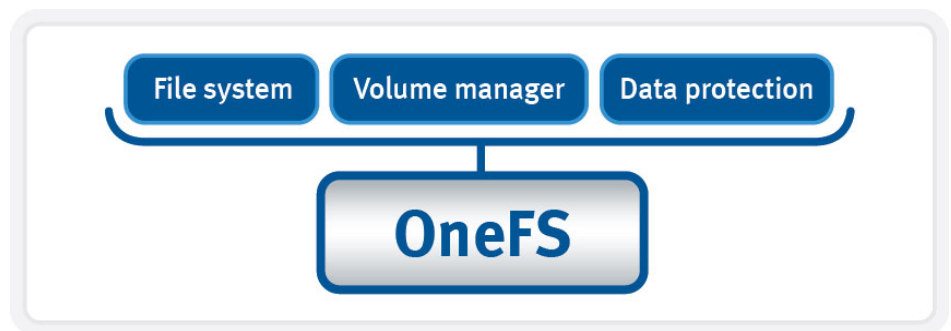 File system
Volume manager
Data protection
OneFS